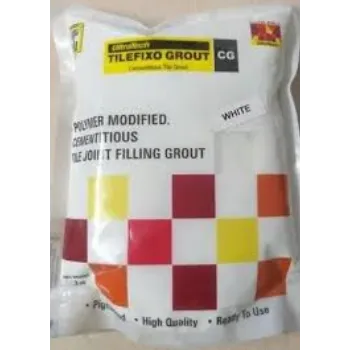 UltraTech
TILEFIXO GROUT CG
Cementitious Tile Grout
WHITE
POLYMER MODIFIED,
CEMENTITIOUS
TILE JOINT FILLING GROUT
• High Quality • Ready To Use